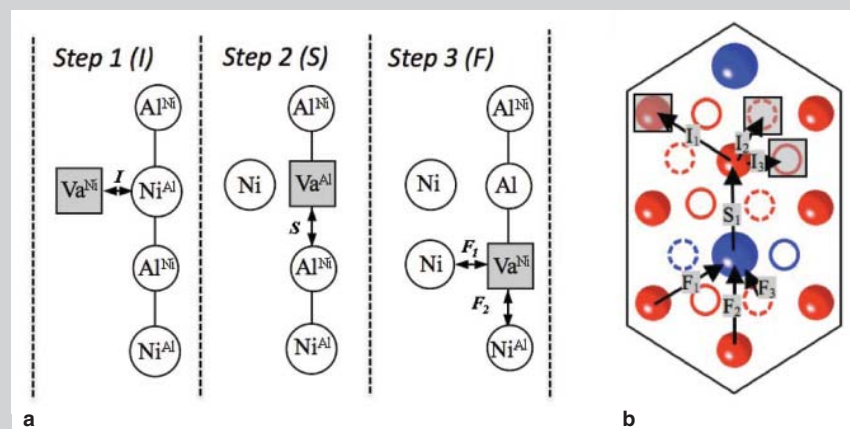 Step 1 (I)
Al^Ni
Va^Ni
I
Ni^Al
Al^Ni
Ni^Al
Step 2 (S)
Al^Ni
Ni
Va^Al
S
Al^Ni
Ni^Al
Step 3 (F)
Al^Ni
Ni
Al
Ni
F₁
Va^Ni
F₂
Ni^Al
a
I₁
I₂
I₃
S₁
F₁
F₂
F₃
b